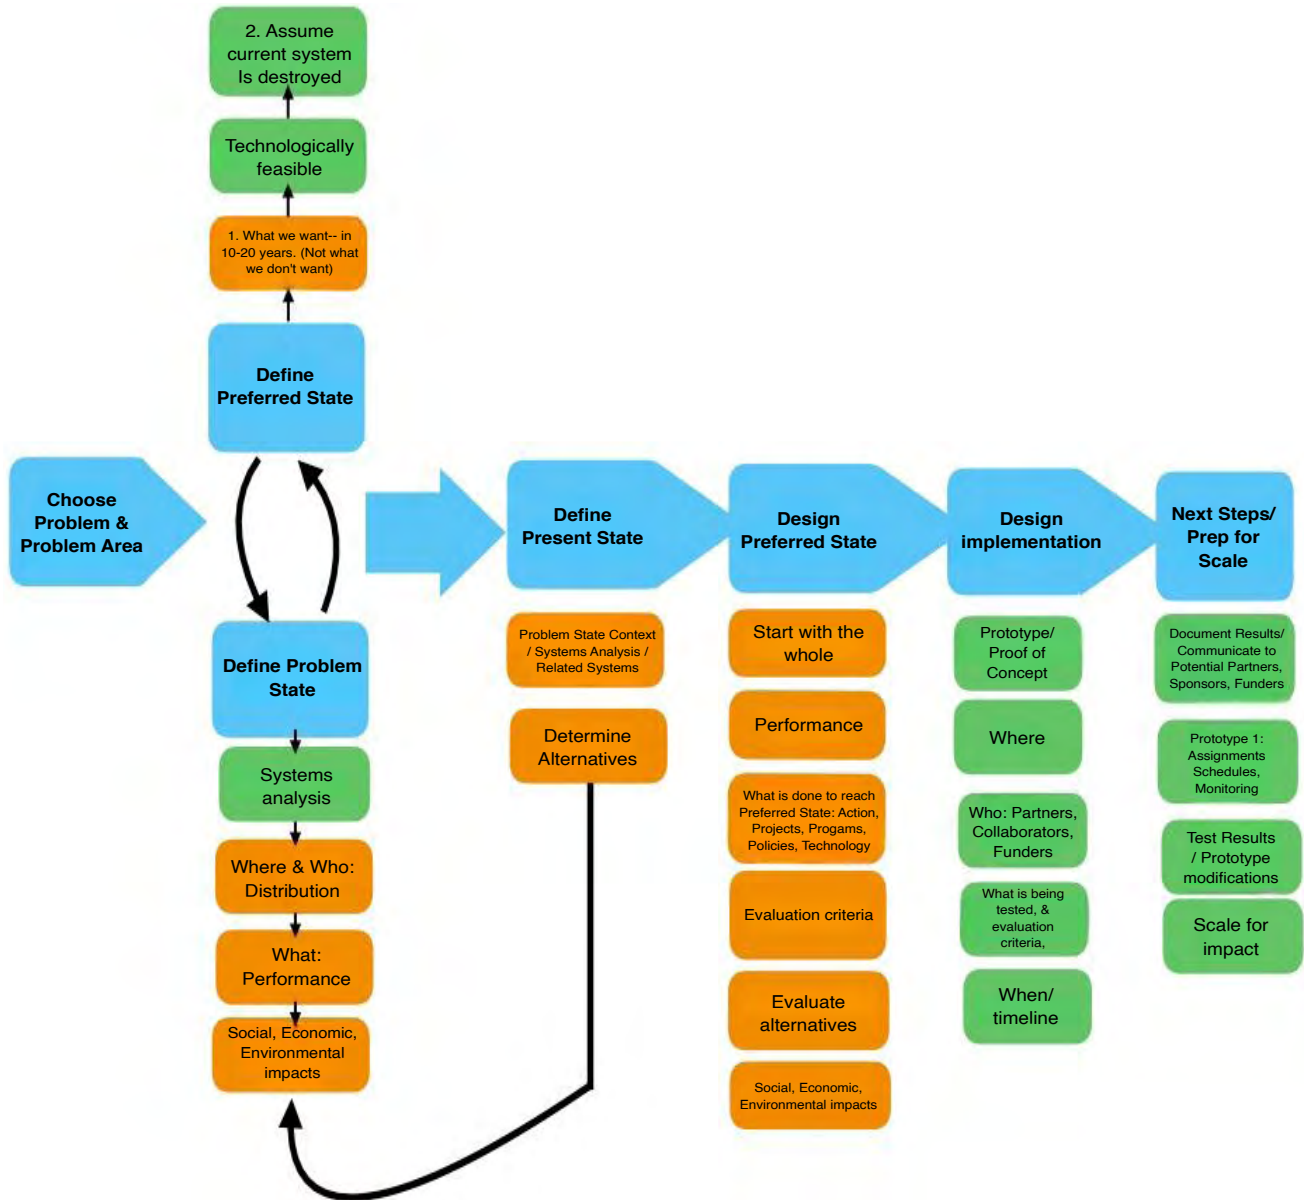 2. Assume
current system
Is destroyed
Technologically
feasible
1. What we want-- in
10-20 years. (Not what
we don't want)
Define
Preferred State
Choose
Problem &
Problem Area
Define Problem
State
Systems
analysis
Where & Who:
Distribution
What:
Performance
Social, Economic,
Environmental
impacts
Define
Present State
Problem State Context
/ Systems Analysis /
Related Systems
Determine
Alternatives
Design
Preferred State
Start with the
whole
Performance
What is done to reach
Preferred State: Action,
Projects, Progams,
Policies, Technology
Evaluation criteria
Evaluate
alternatives
Social, Economic,
Environmental impacts
Design
implementation
Prototype/
Proof of
Concept
Where
Who: Partners,
Collaborators,
Funders
What is being
tested, &
evaluation
criteria,
When/
timeline
Next Steps/
Prep for
Scale
Document Results/
Communicate to
Potential Partners,
Sponsors, Funders
Prototype 1:
Assignments
Schedules,
Monitoring
Test Results
/ Prototype
modifications
Scale for
impact